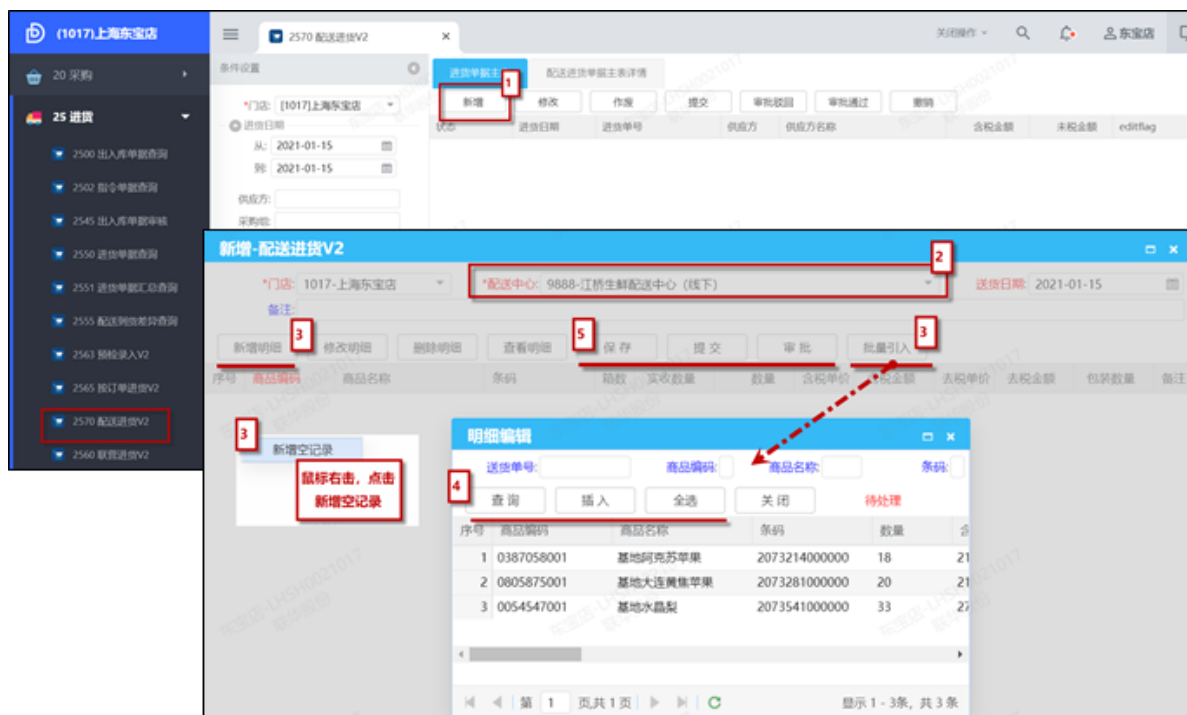 (1017)上海东宝店
2570 配送进货V2
关闭操作
东宝店
20 采购
25 进货
2500 出入库单据查询
2502 指令单据查询
2545 出入库单据审核
2550 进货单据查询
2551 进货单据汇总查询
2555 配送到货差异查询
2563 预检录入V2
2565 按订单进货V2
2570 配送进货V2
2560 联营进货V2
条件设置
*门店: [1017]上海东宝店
进货日期
从: 2021-01-15
到: 2021-01-15
供应方:
采购组:
进货单据主
配送进货单据主表详情
1
新增 修改 作废 提交 审批驳回 审批通过 撤销
状态 进货日期 进货单号 供应方 供应方名称 含税金额 未税金额 editflag
新增-配送进货V2
2
*门店: 1017-上海东宝店 *配送中心: 9888-江桥生鲜配送中心（线下） 送货日期: 2021-01-15
备注:
3 5 3
新增明细 修改明细 删除明细 查看明细 保存 提交 审批 批量引入
序号 商品编码 商品名称 条码 箱数 实收数量 数量 含税单价 含税金额 去税单价 去税金额 包装数量 备注
3
新增空记录
鼠标右击，点击
新增空记录
明细编辑
送货单号: 商品编码: 商品名称: 条码:
4
查询 插入 全选 关闭 待处理
序号 商品编码 商品名称 条码 数量
1 0387058001 基地阿克苏苹果 2073214000000 18 21
2 0805875001 基地大连黄焦苹果 2073281000000 20 21
3 0054547001 基地水晶梨 2073541000000 33 27
第 1 页,共 1 页
显示 1 - 3条，共 3 条